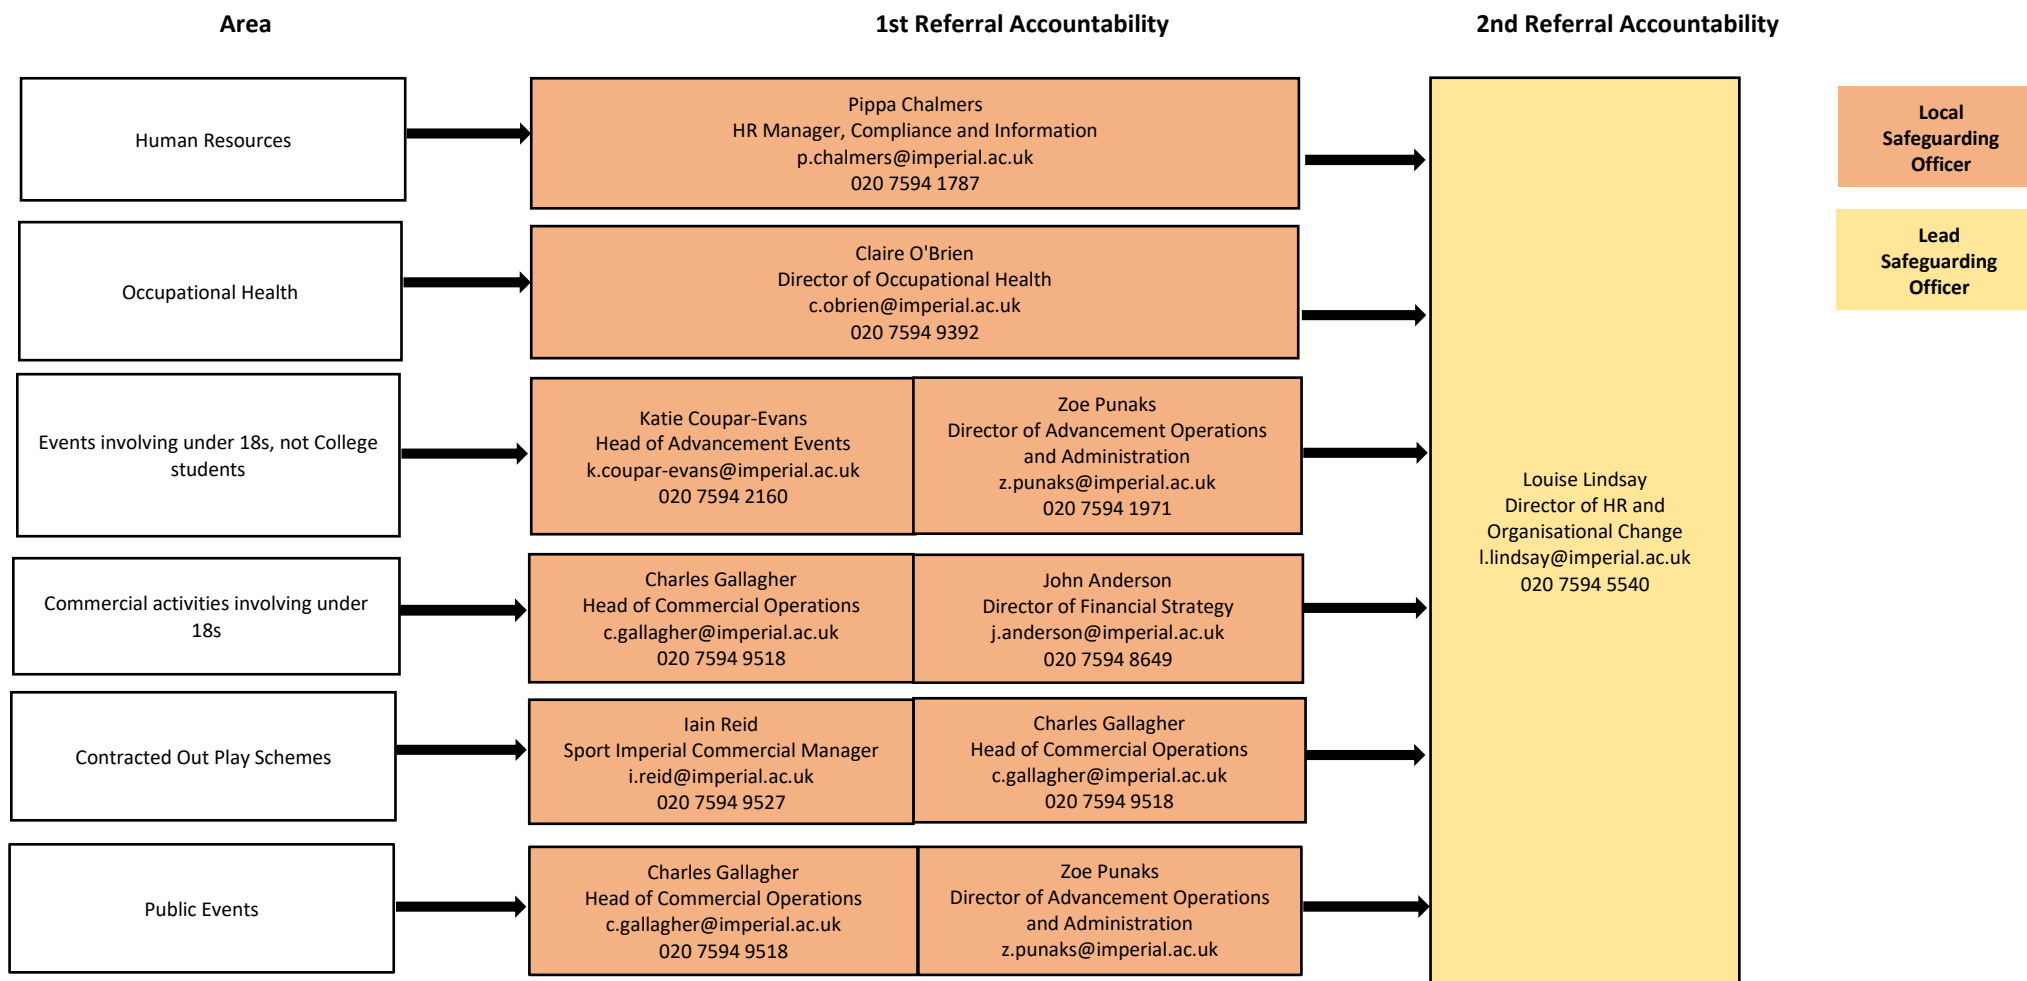 Area
1st Referral Accountability
2nd Referral Accountability
Human Resources
Pippa Chalmers
HR Manager, Compliance and Information
p.chalmers@imperial.ac.uk
020 7594 1787
Occupational Health
Claire O'Brien
Director of Occupational Health
c.obrien@imperial.ac.uk
020 7594 9392
Events involving under 18s, not College
students
Katie Coupar-Evans
Head of Advancement Events
k.coupar-evans@imperial.ac.uk
020 7594 2160
Zoe Punaks
Director of Advancement Operations
and Administration
z.punaks@imperial.ac.uk
020 7594 1971
Commercial activities involving under
18s
Charles Gallagher
Head of Commercial Operations
c.gallagher@imperial.ac.uk
020 7594 9518
John Anderson
Director of Financial Strategy
j.anderson@imperial.ac.uk
020 7594 8649
Contracted Out Play Schemes
Iain Reid
Sport Imperial Commercial Manager
i.reid@imperial.ac.uk
020 7594 9527
Charles Gallagher
Head of Commercial Operations
c.gallagher@imperial.ac.uk
020 7594 9518
Public Events
Charles Gallagher
Head of Commercial Operations
c.gallagher@imperial.ac.uk
020 7594 9518
Zoe Punaks
Director of Advancement Operations
and Administration
z.punaks@imperial.ac.uk
Louise Lindsay
Director of HR and
Organisational Change
l.lindsay@imperial.ac.uk
020 7594 5540
Local
Safeguarding
Officer
Lead
Safeguarding
Officer